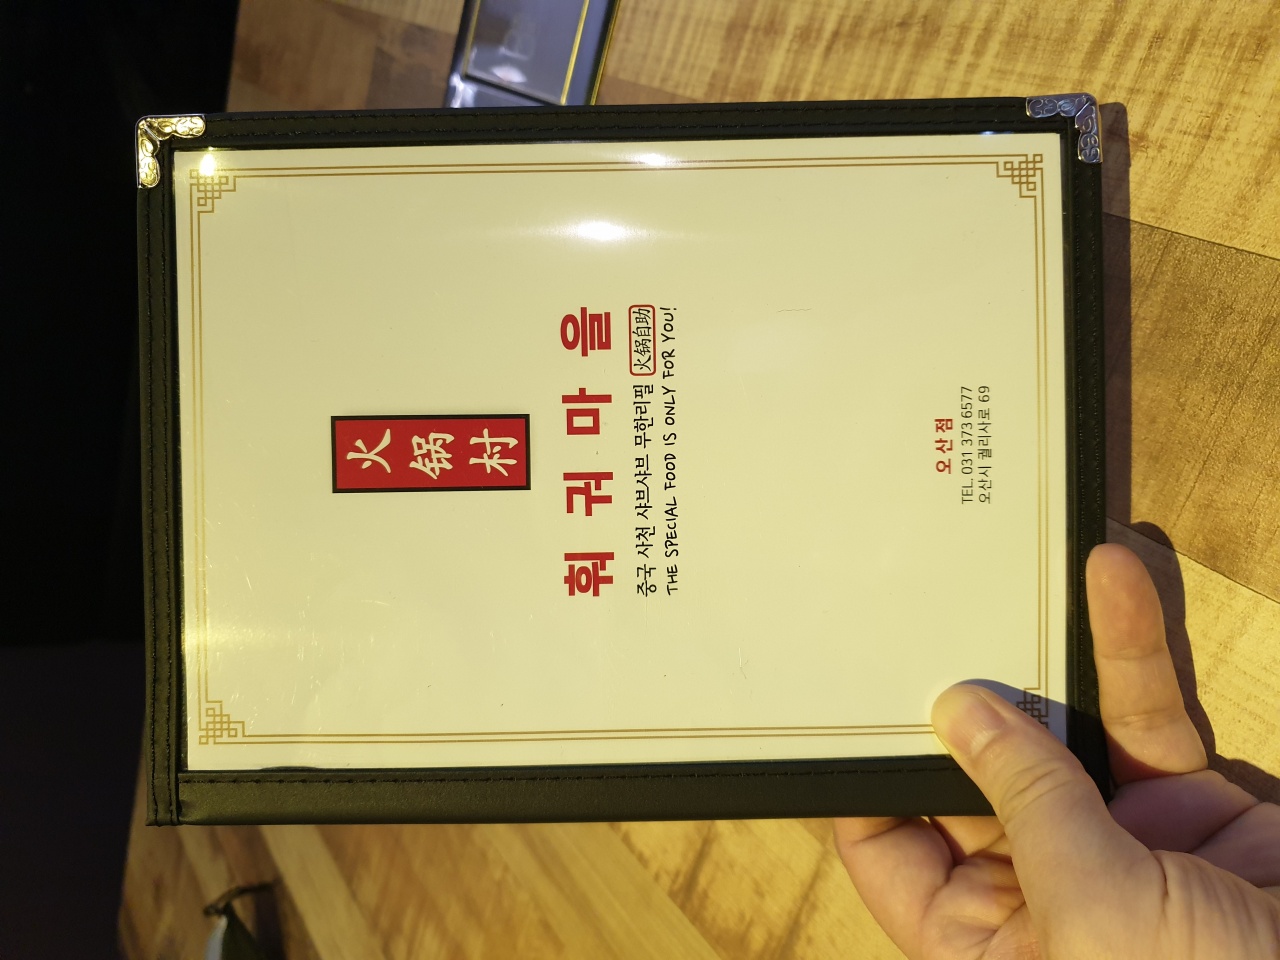 火锅村
훠궈마을
중국 사천 샤브샤브 무한리필 火锅自助
THE SPECIAL FOOD IS ONLY FOR YOU!
오산점
TEL. 031 373 6577
오산시 궐리사로 69